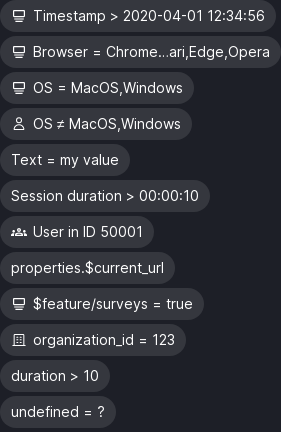 Timestamp > 2020-04-01 12:34:56
Browser = Chrome...ari,Edge,Opera
OS = MacOS,Windows
OS ≠ MacOS,Windows
Text = my value
Session duration > 00:00:10
User in ID 50001
properties.$current_url
$feature/surveys = true
organization_id = 123
duration > 10
undefined = ?